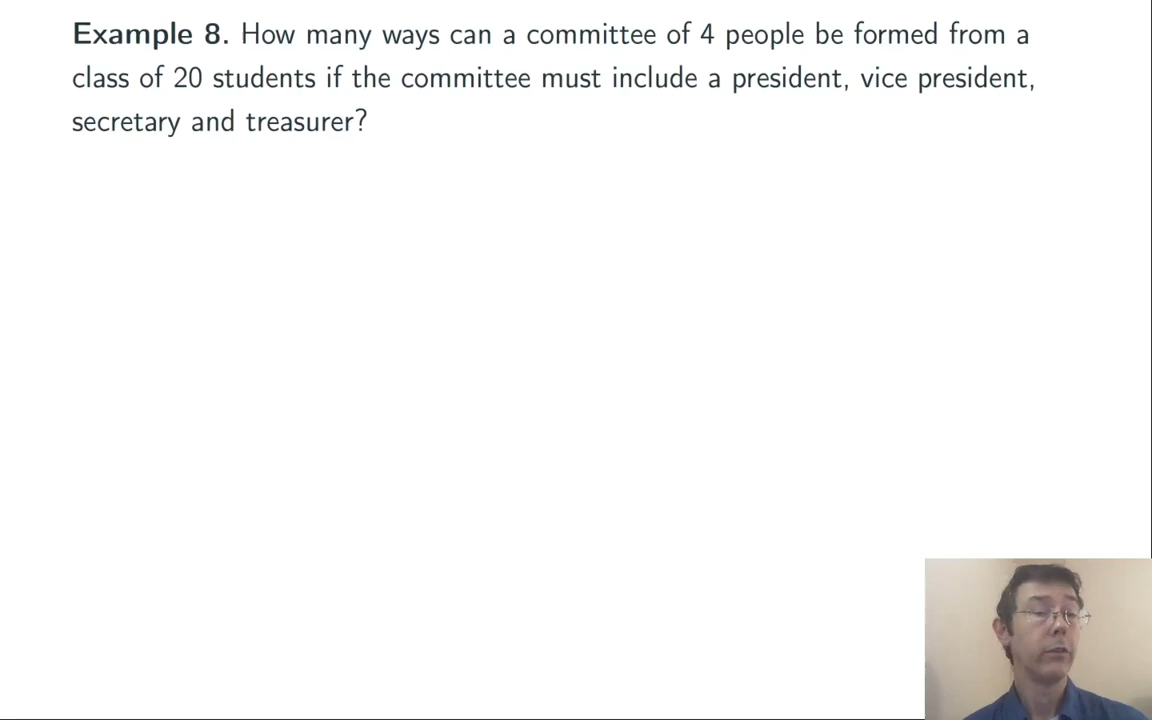 Example 8. How many ways can a committee of 4 people be formed from a
class of 20 students if the committee must include a president, vice president,
secretary and treasurer?